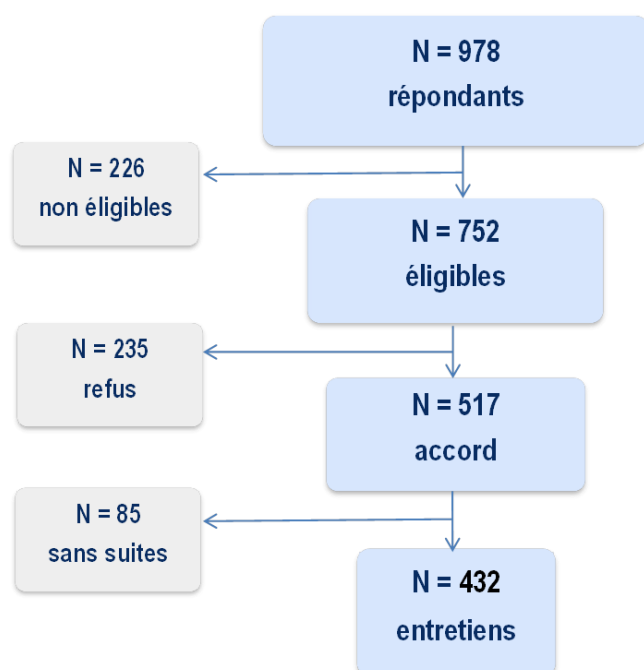 N = 978
répondants
N = 226
non éligibles
N = 752
éligibles
N = 235
refus
N = 517
accord
N = 85
sans suites
N = 432
entretiens